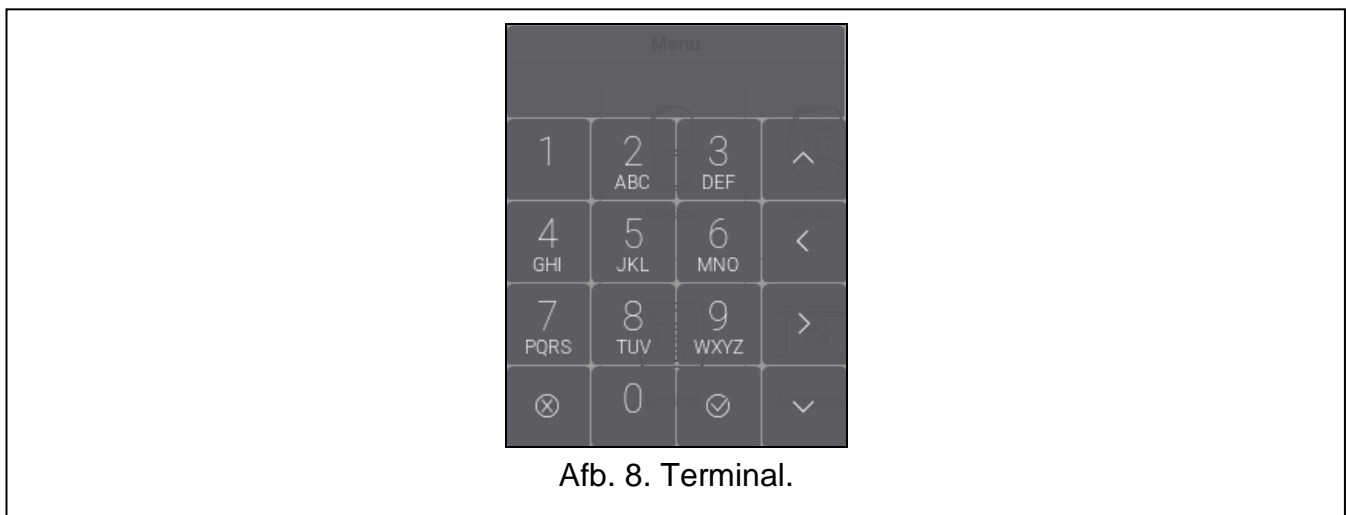 Menu
1 2 3
ABC DEF
4 5 6
GHI JKL MNO
7 8 9
PQRS TUV WXYZ
0
Afb. 8. Terminal.